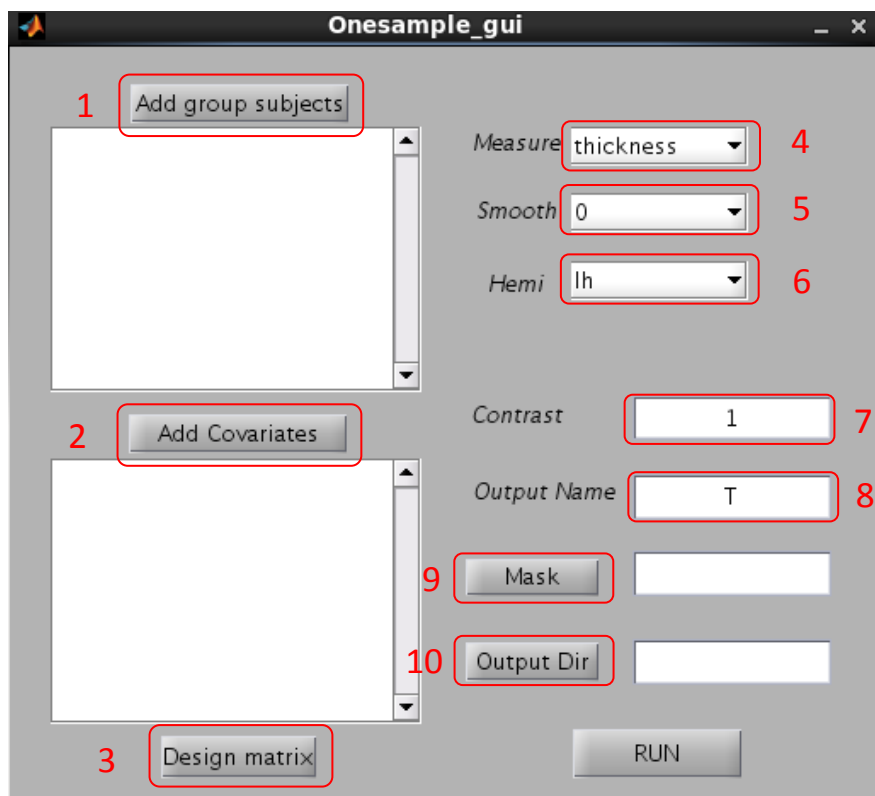 Onesample_gui
1 Add group subjects
Measure thickness 4
Smooth 0 5
Hemi lh 6
2 Add Covariates
Contrast 1 7
Output Name T 8
9 Mask
10 Output Dir
3 Design matrix
RUN